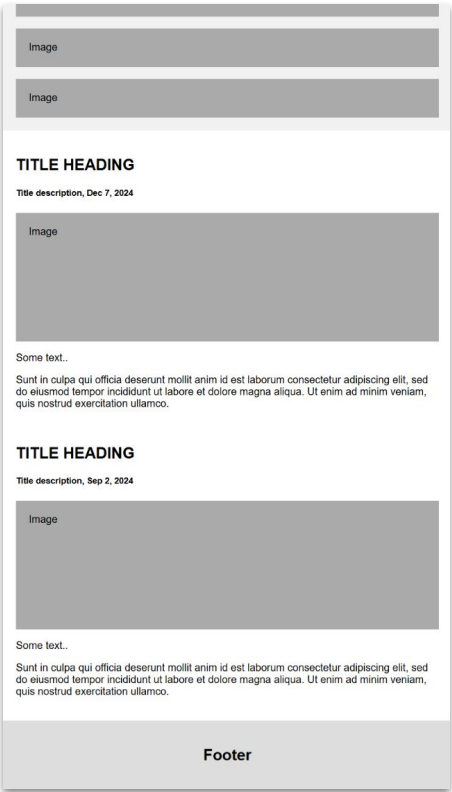 Image
Image
TITLE HEADING
Title description, Dec 7, 2024
Image
Some text..
Sunt in culpa qui officia deserunt mollit anim id est laborum consectetur adipiscing elit, sed
do eiusmod tempor incididunt ut labore et dolore magna aliqua. Ut enim ad minim veniam,
quis nostrud exercitation ullamco.
TITLE HEADING
Title description, Sep 2, 2024
Image
Some text..
Sunt in culpa qui officia deserunt mollit anim id est laborum consectetur adipiscing elit, sed
do eiusmod tempor incididunt ut labore et dolore magna aliqua. Ut enim ad minim veniam,
quis nostrud exercitation ullamco.
Footer